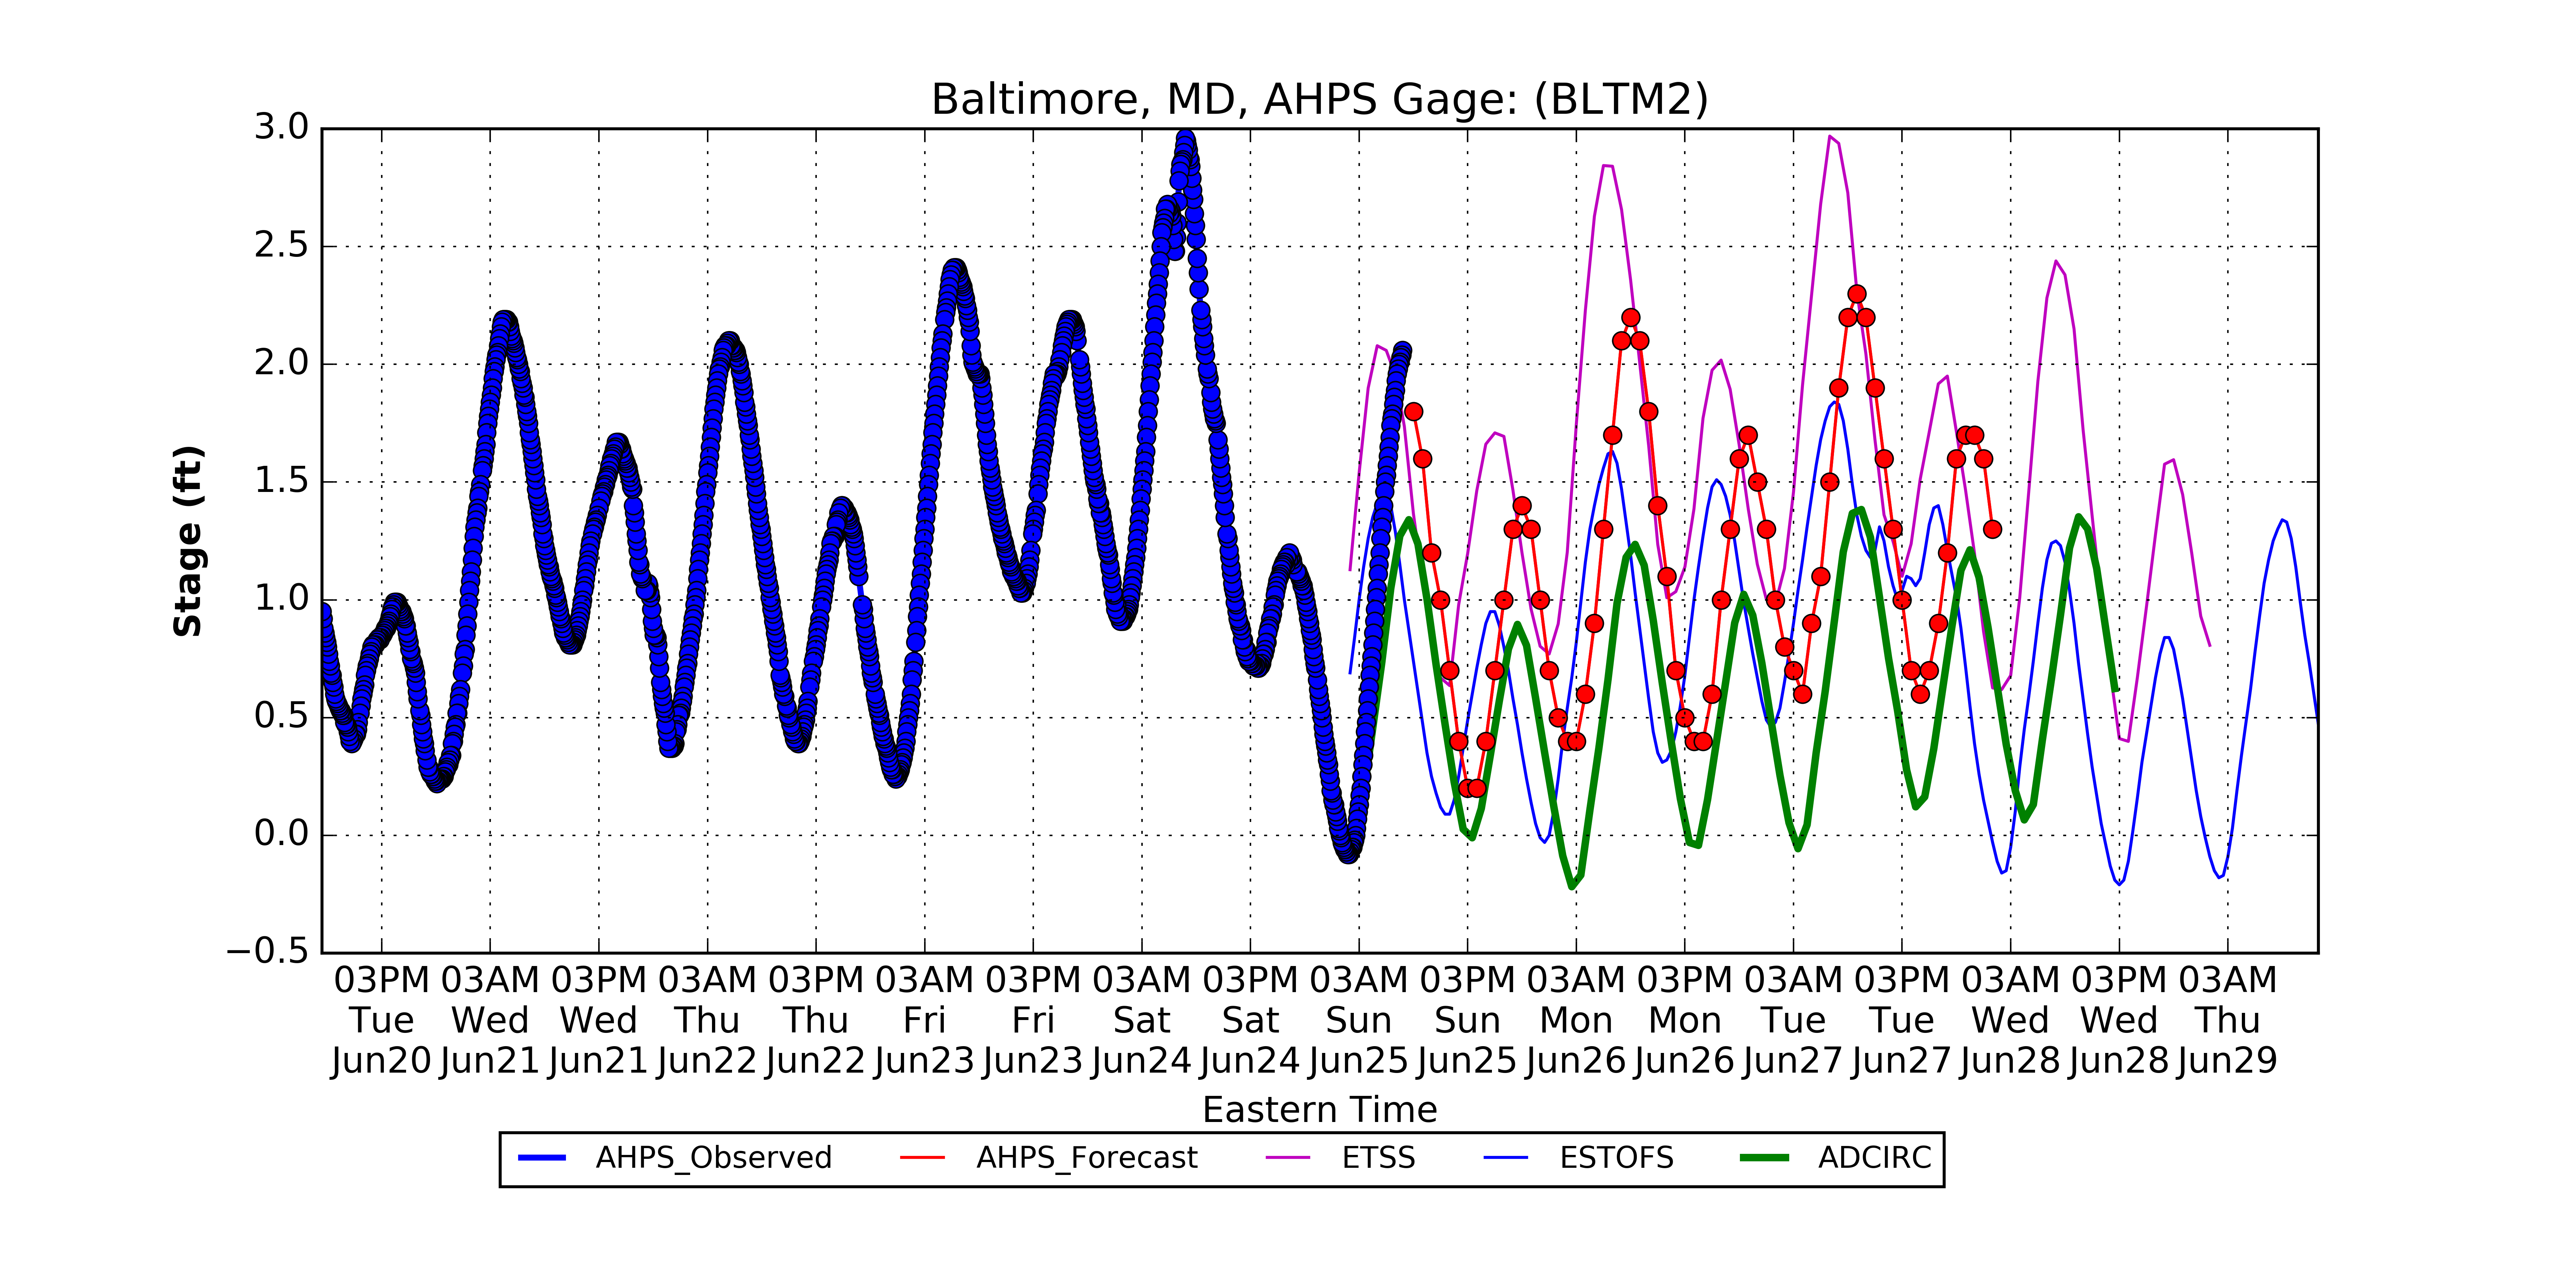 Baltimore, MD, AHPS Gage: (BLTM2)
Stage (ft)
3.0
2.5
2.0
1.5
1.0
0.5
0.0
−0.5
03PM 03AM 03PM 03AM 03PM 03AM 03PM 03AM 03PM 03AM 03PM 03AM 03PM 03AM 03PM 03AM 03PM 03AM
Tue Wed Wed Thu Thu Fri Fri Sat Sat Sun Sun Mon Mon Tue Tue Wed Wed Thu
Jun20 Jun21 Jun21 Jun22 Jun22 Jun23 Jun23 Jun24 Jun24 Jun25 Jun25 Jun26 Jun26 Jun27 Jun27 Jun28 Jun28 Jun29
Eastern Time
AHPS_Observed AHPS_Forecast ETSS ESTOFS ADCIRC